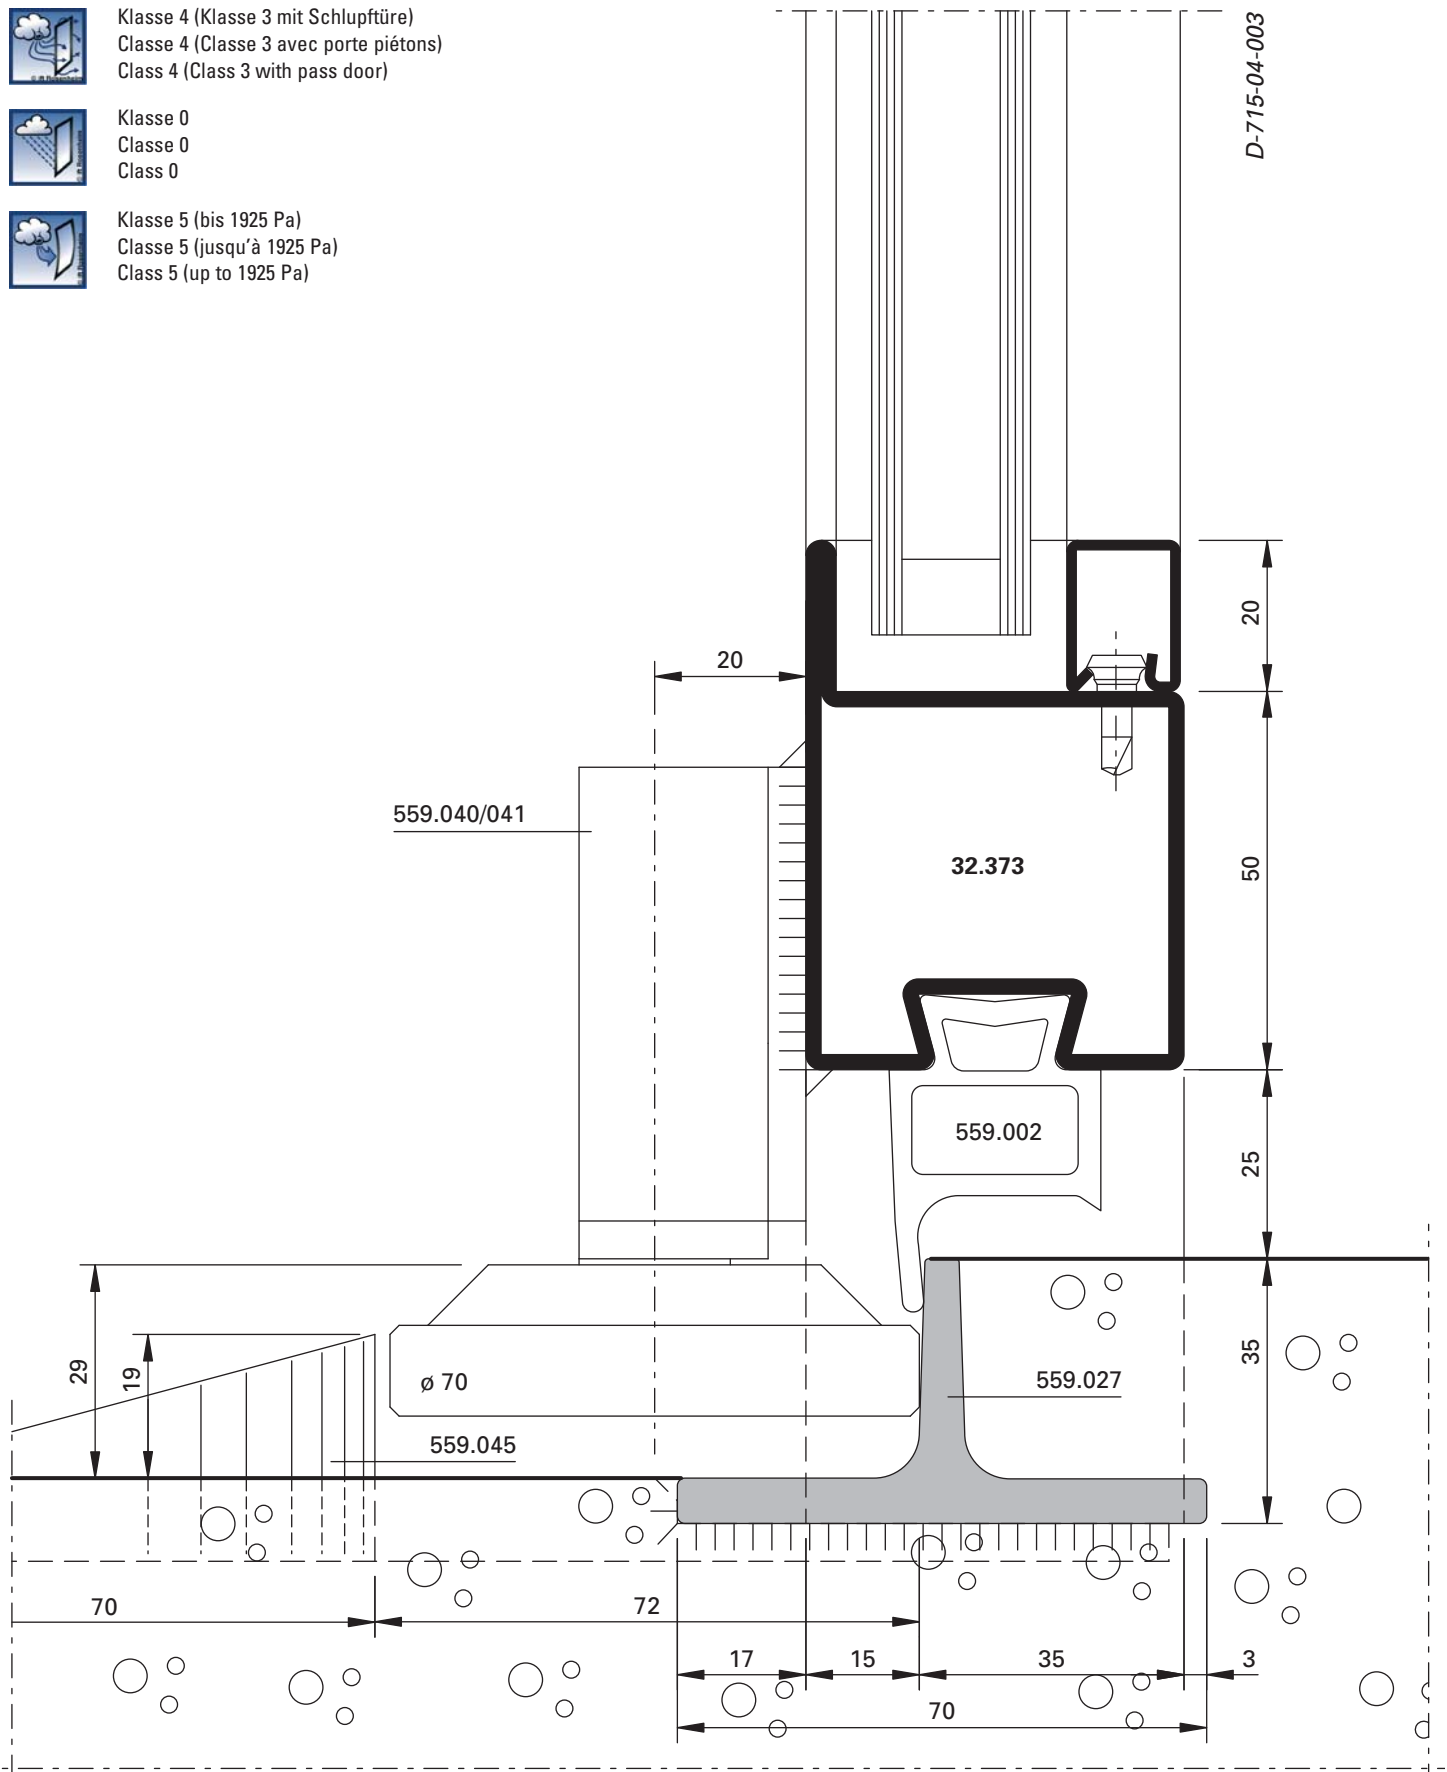 Klasse 4 (Klasse 3 mit Schlupftüre)
Classe 4 (Classe 3 avec porte piétons)
Class 4 (Class 3 with pass door)
Klasse 0
Classe 0
Class 0
Klasse 5 (bis 1925 Pa)
Classe 5 (jusqu'à 1925 Pa)
Class 5 (up to 1925 Pa)
D-715-04-003
20
20
559.040/041
32.373
50
559.002
25
29
19
ø 70
559.045
559.027
35
70
72
17
15
35
3
70